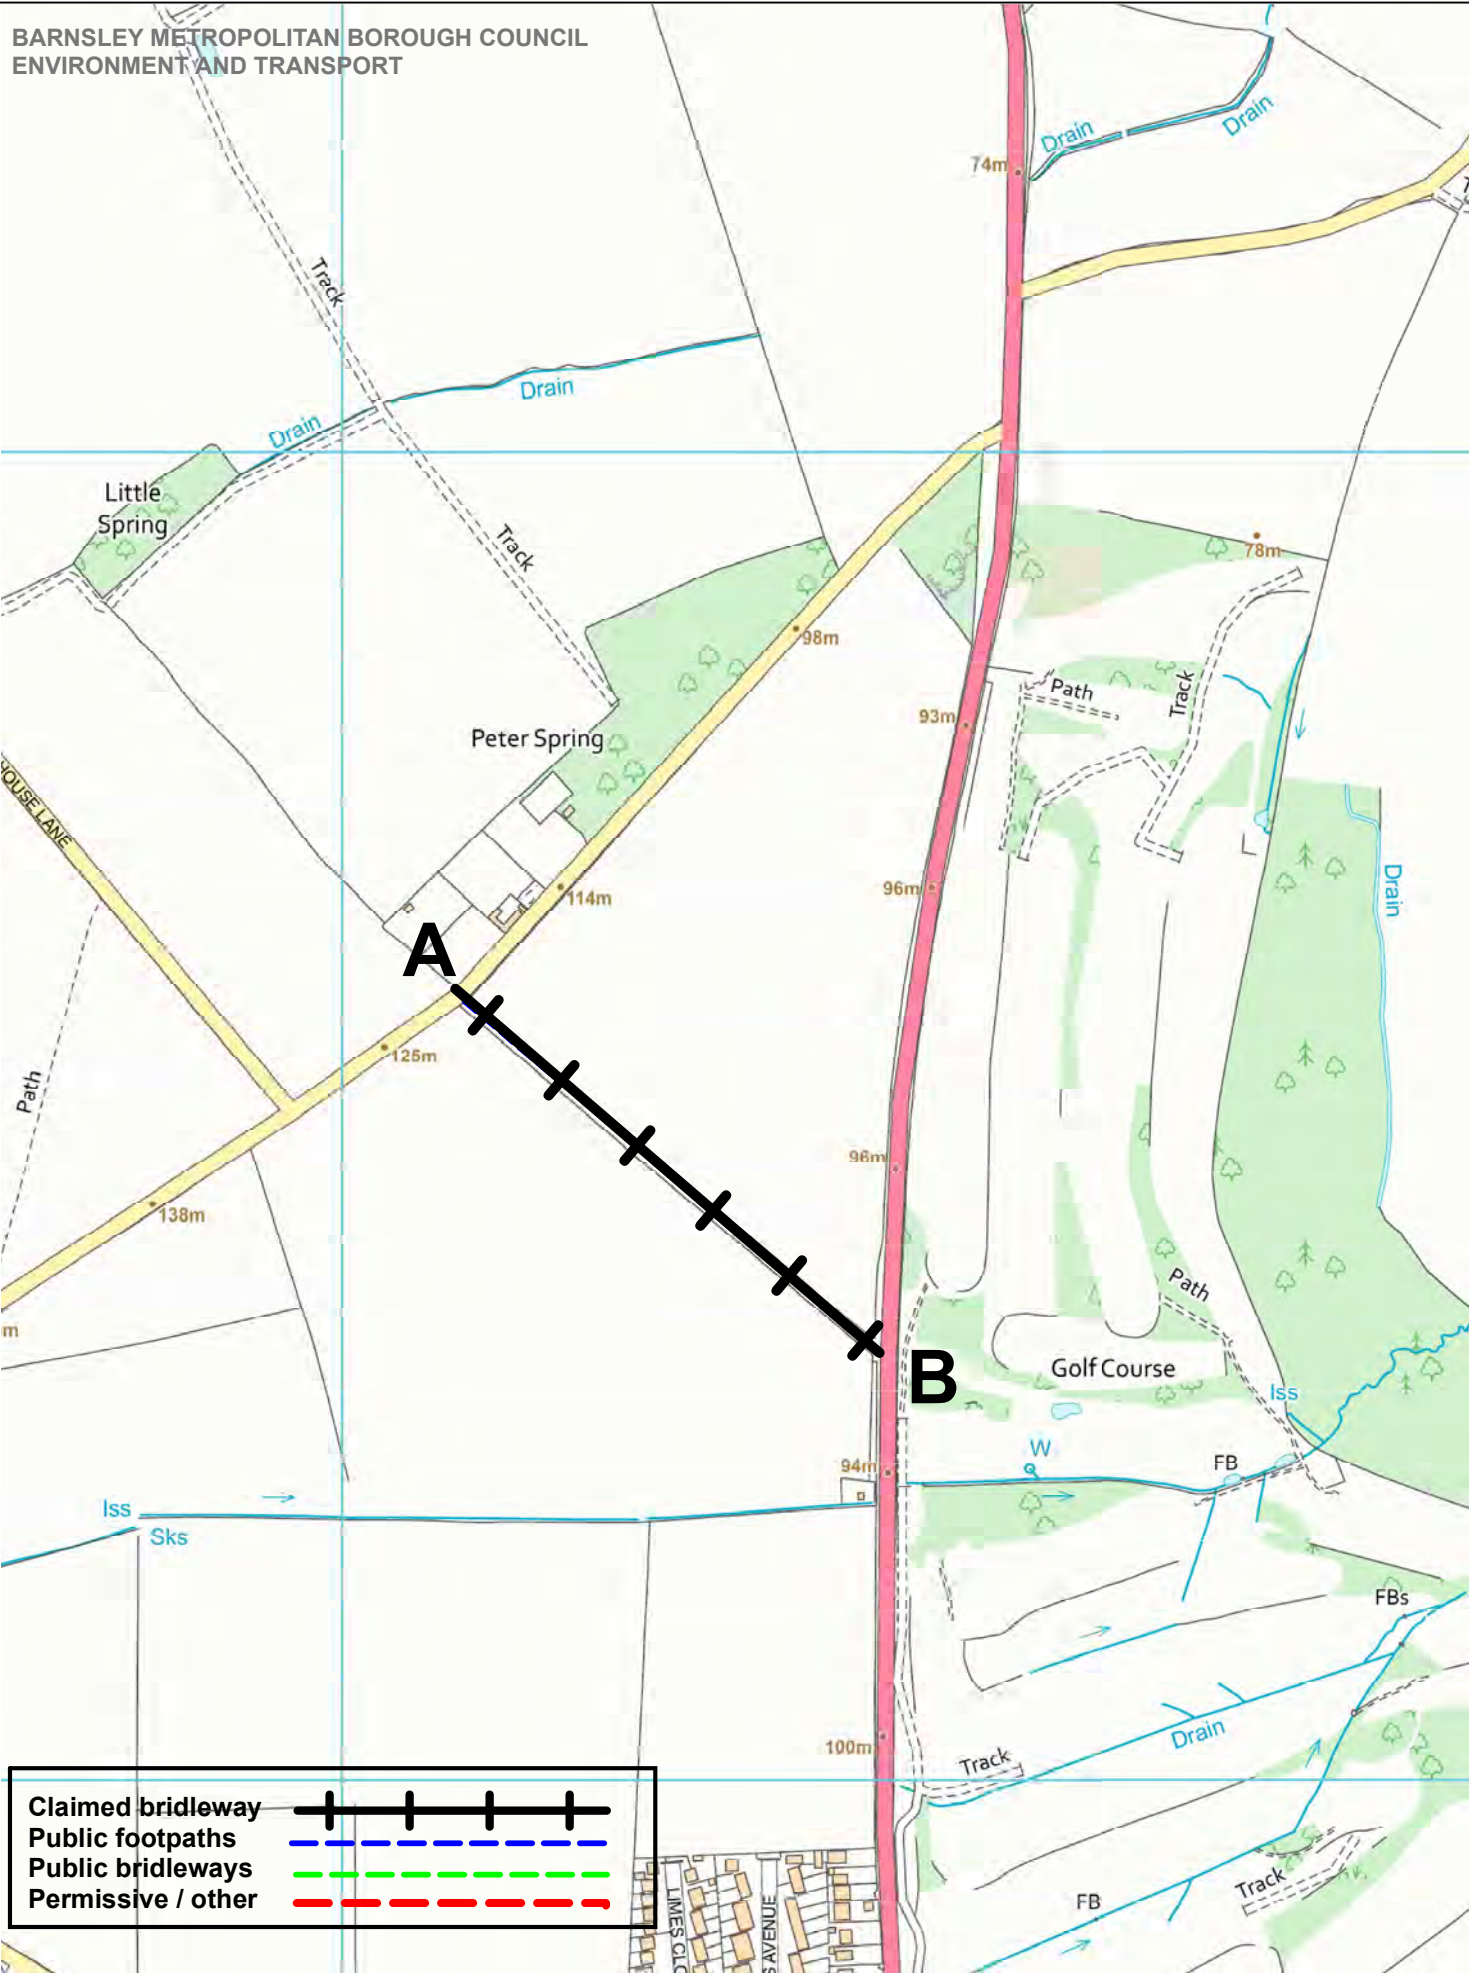 BARNSLEY METROPOLITAN BOROUGH COUNCIL
ENVIRONMENT AND TRANSPORT
Drain
Drain
74m
Track
Drain
Drain
Little
Spring
Track
78m
98m
Path
Track
93m
Peter Spring
HOUSE LANE
96m
Drain
114m
A
125m
Path
96m
138m
Path
m
B
Golf Course
Iss
W
FB
94m
Iss
Sks
FBs
Drain
100m
Track
Claimed bridleway
Public footpaths
Public bridleways
Permissive / other
Track
FB
LIMES CLO
S AVENUE